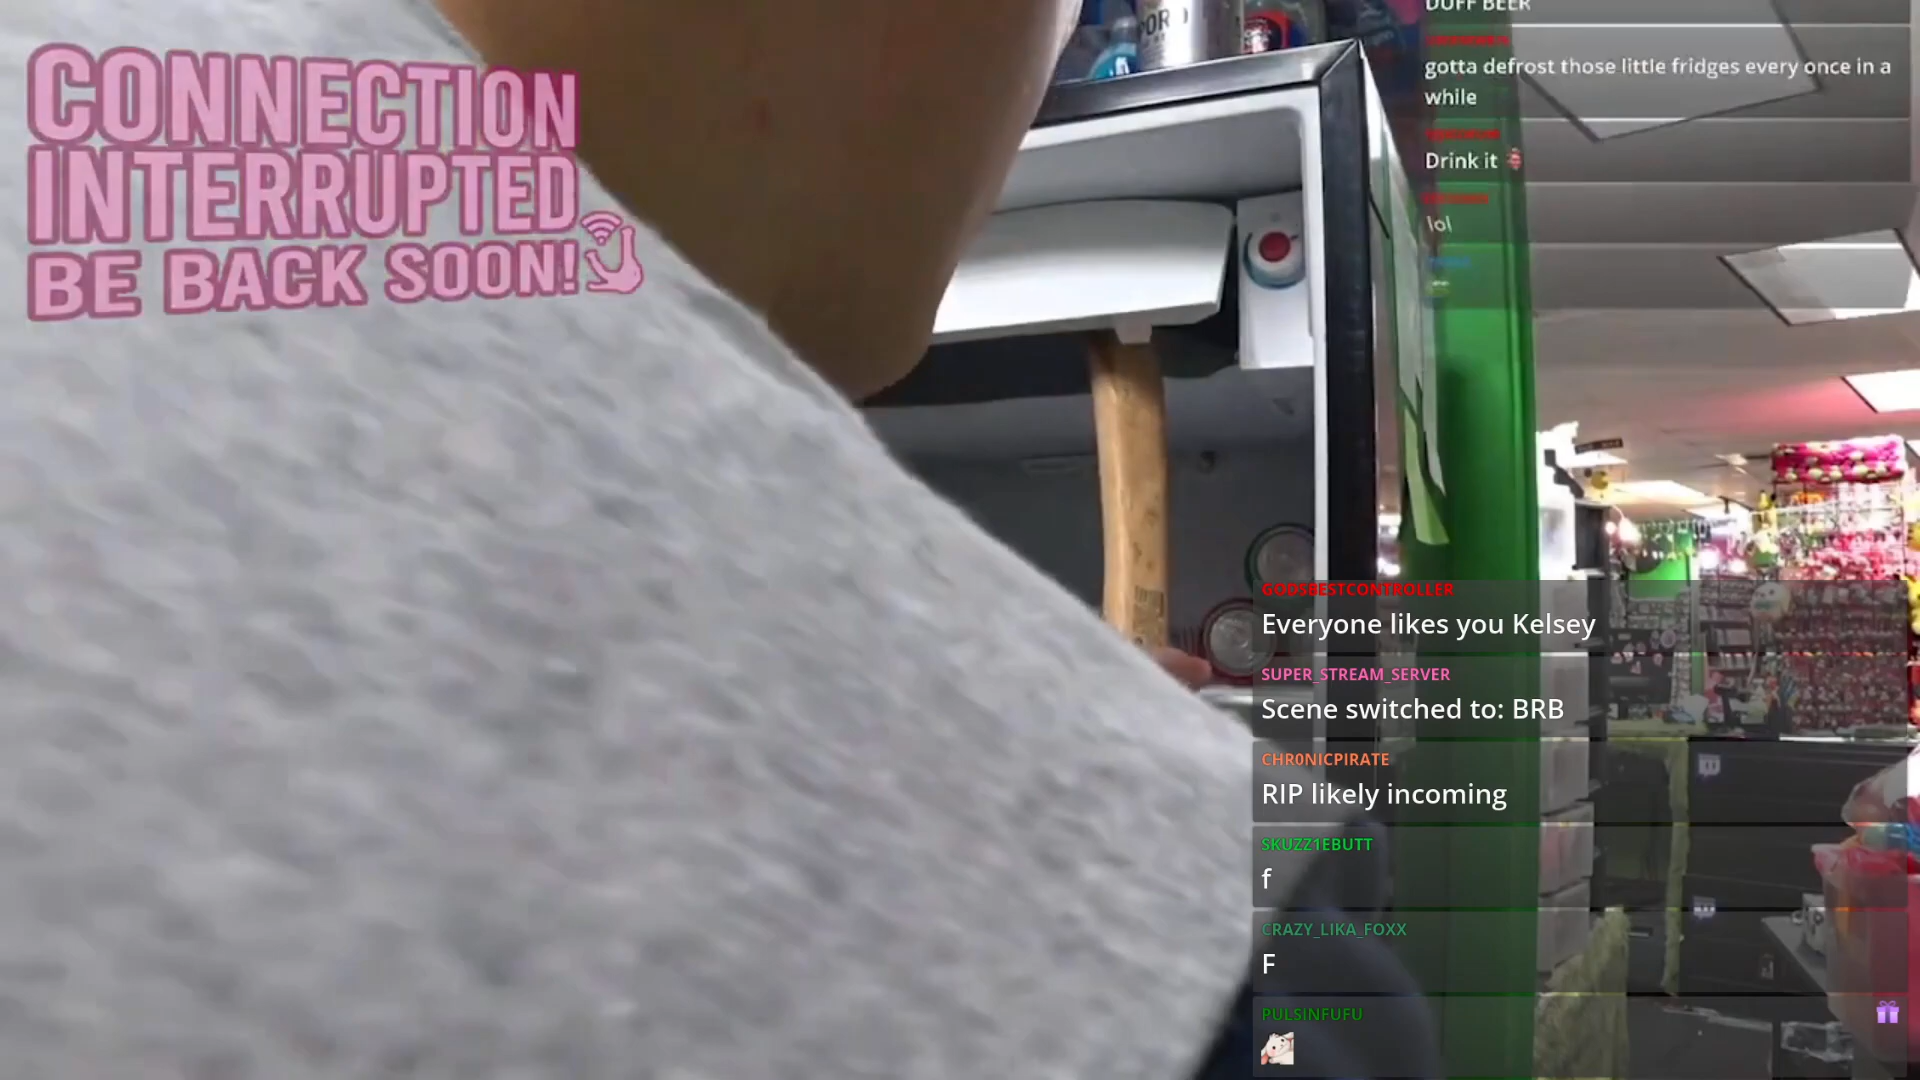 CONNECTION
INTERRUPTED
BE BACK SOON!
DUFF BEER
gotta defrost those little fridges every once in a
while
Drink it
lol
GODSBESTCONTROLLER
Everyone likes you Kelsey
SUPER_STREAM_SERVER
Scene switched to: BRB
CHR0NICPIRATE
RIP likely incoming
SKUZZ1EBUTT
f
CRAZY_LIKA_FOXX
F
PULSINFUFU